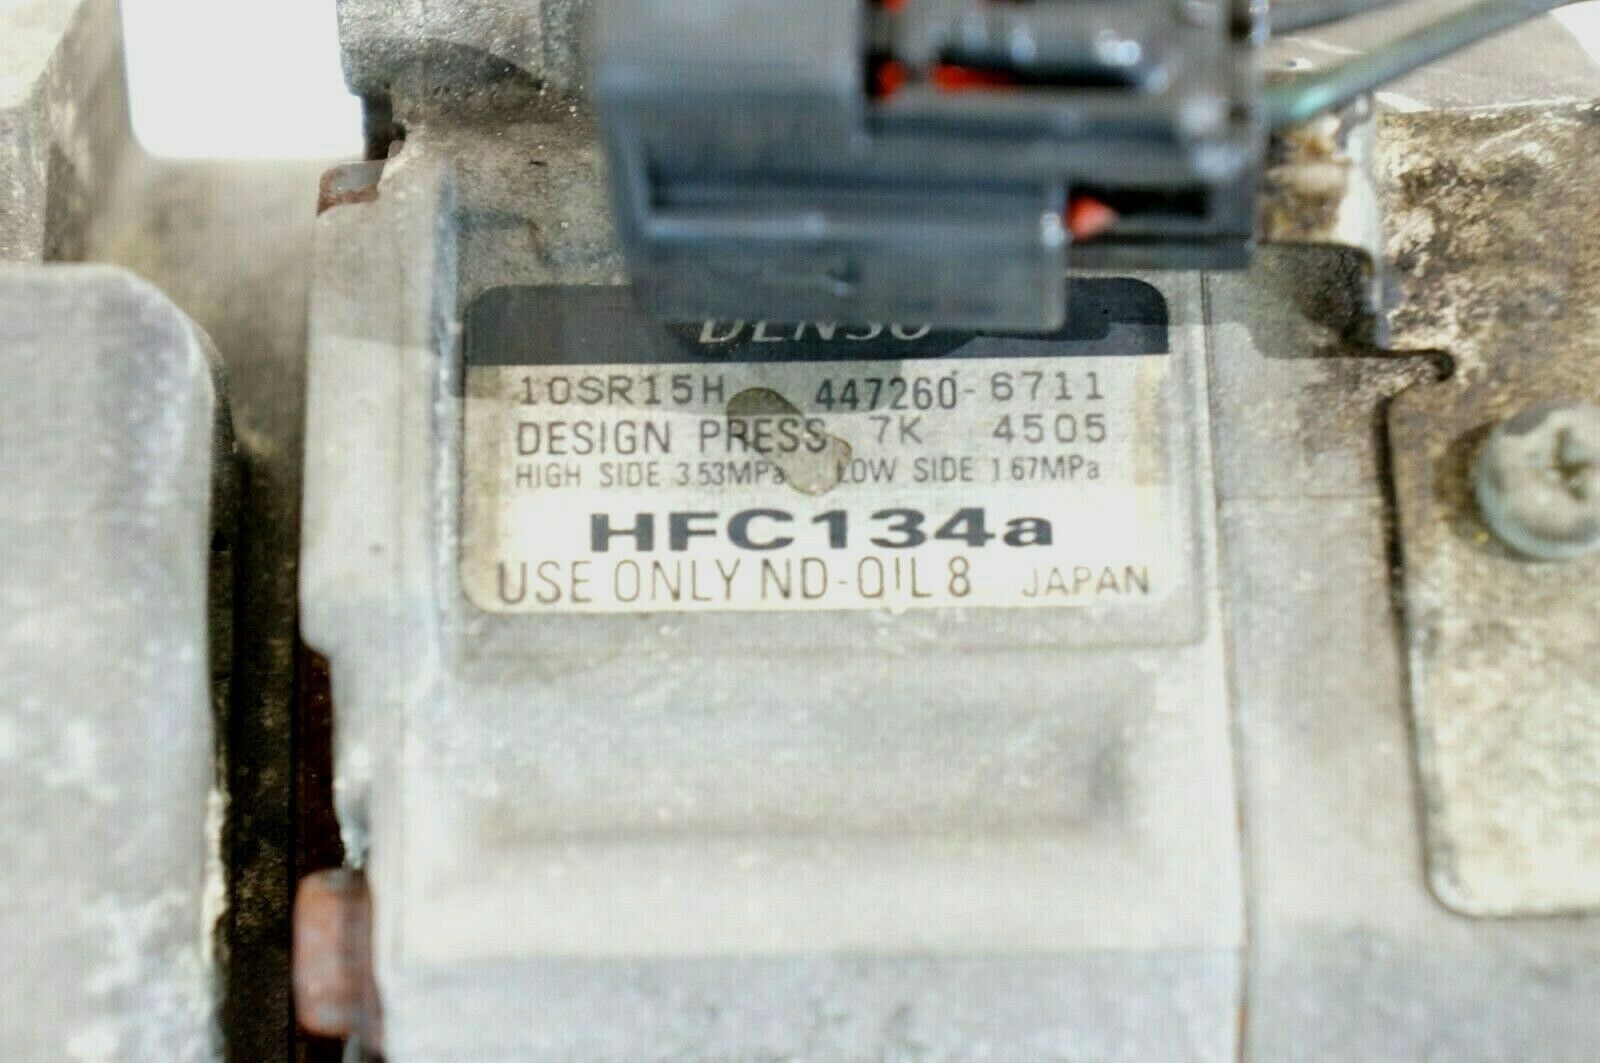 DENSO
10SR15H 447260-6711
DESIGN PRESS 7K 4505
HIGH SIDE 3.53MPa LOW SIDE 1.67MPa
HFC134a
USE ONLY ND-OIL 8 JAPAN